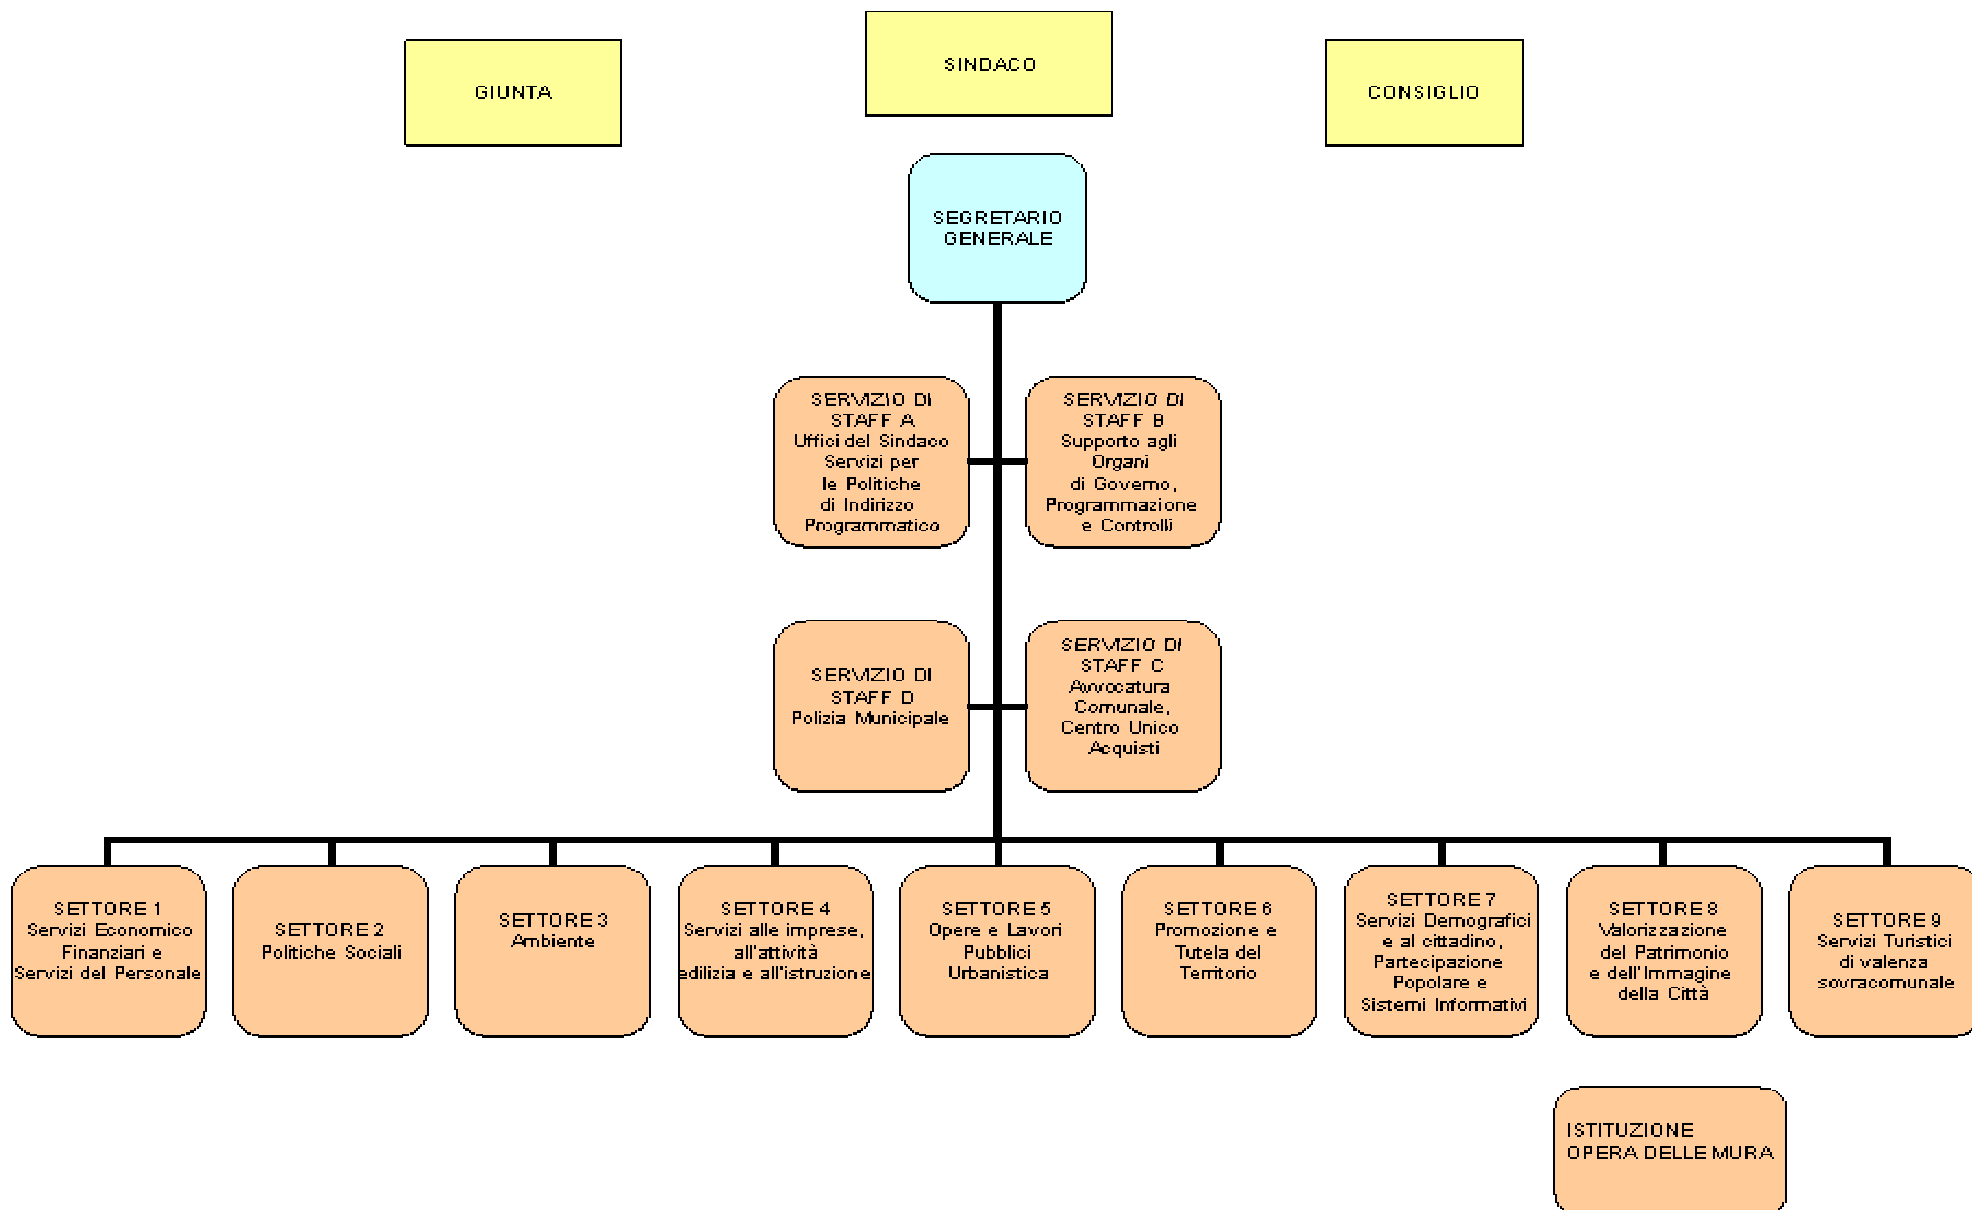 SINDACO
GIUNTA
CONSIGLIO
SEGRETARIO
GENERALE
SERVIZIO DI
STAFF A
Uffici del Sindaco
Servizi per
le Politiche
di Indirizzo
Programmatico
SERVIZIO DI
STAFF B
Supporto agli
Organi
di Governo,
Programmazione
e Controlli
SERVIZIO DI
STAFF D
Polizia Municipale
SERVIZIO DI
STAFF C
Avvocatura
Comunale,
Centro Unico
Acquisti
SETTORE 1
Servizi Economico
Finanziari e
Servizi del Personale
SETTORE 2
Politiche Sociali
SETTORE 3
Ambiente
SETTORE 4
Servizi alle imprese,
all'attività
edilizia e all'istruzione
SETTORE 5
Opere e Lavori
Pubblici
Urbanistica
SETTORE 6
Promozione e
Tutela del
Territorio
SETTORE 7
Servizi Demografici
e al cittadino,
Partecipazione
Popolare e
Sistemi Informativi
SETTORE 8
Valorizzazione
del Patrimonio
e dell'Immagine
della Città
SETTORE 9
Servizi Turistici
di valenza
sovracomunale
ISTITUZIONE
OPERA DELLE MURA